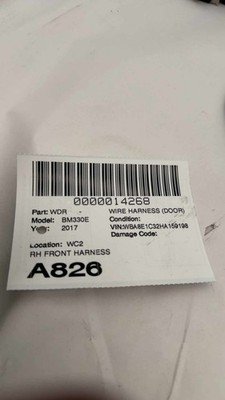 0000014268
Part: WDR - WIRE HARNESS (DOOR)
Model: BM330E Condition:
Year: 2017 VIN:WBA8E1C32HA159198
Damage Code:
Location: WC2
RH FRONT HARNESS
A826